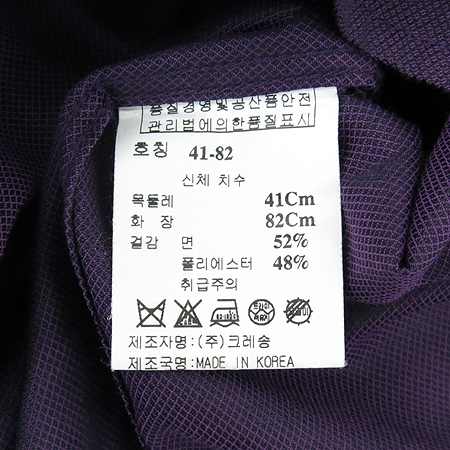 품질경영및공산품안전
관리법에의한품질표시
호칭 41-82
신체 치수
목둘레 41Cm
화 장 82Cm
겉감 면 52%
폴리에스터 48%
취급주의
제조자명:(주)크레송
제조국명:MADE IN KOREA